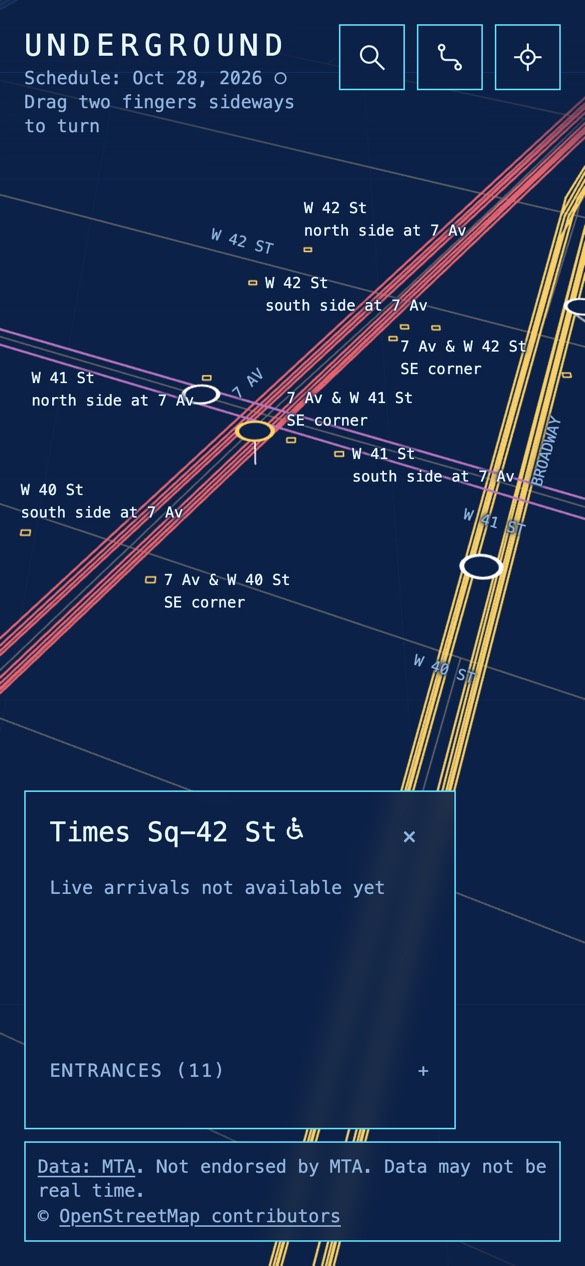 UNDERGROUND
Schedule: Oct 28, 2026
Drag two fingers sideways
to turn
W 42 St
north side at 7 Av
W 42 ST
W 42 St
south side at 7 Av
7 Av & W 42 St
SE corner
W 41 St
north side at 7 Av
7 AV
7 Av & W 41 St
SE corner
BROADWAY
W 41 St
south side at 7 Av
W 40 St
south side at 7 Av
W 41 ST
7 Av & W 40 St
SE corner
W 40 ST
Times Sq–42 St
×
Live arrivals not available yet
ENTRANCES (11) +
Data: MTA. Not endorsed by MTA. Data may not be
real time.
© OpenStreetMap contributors